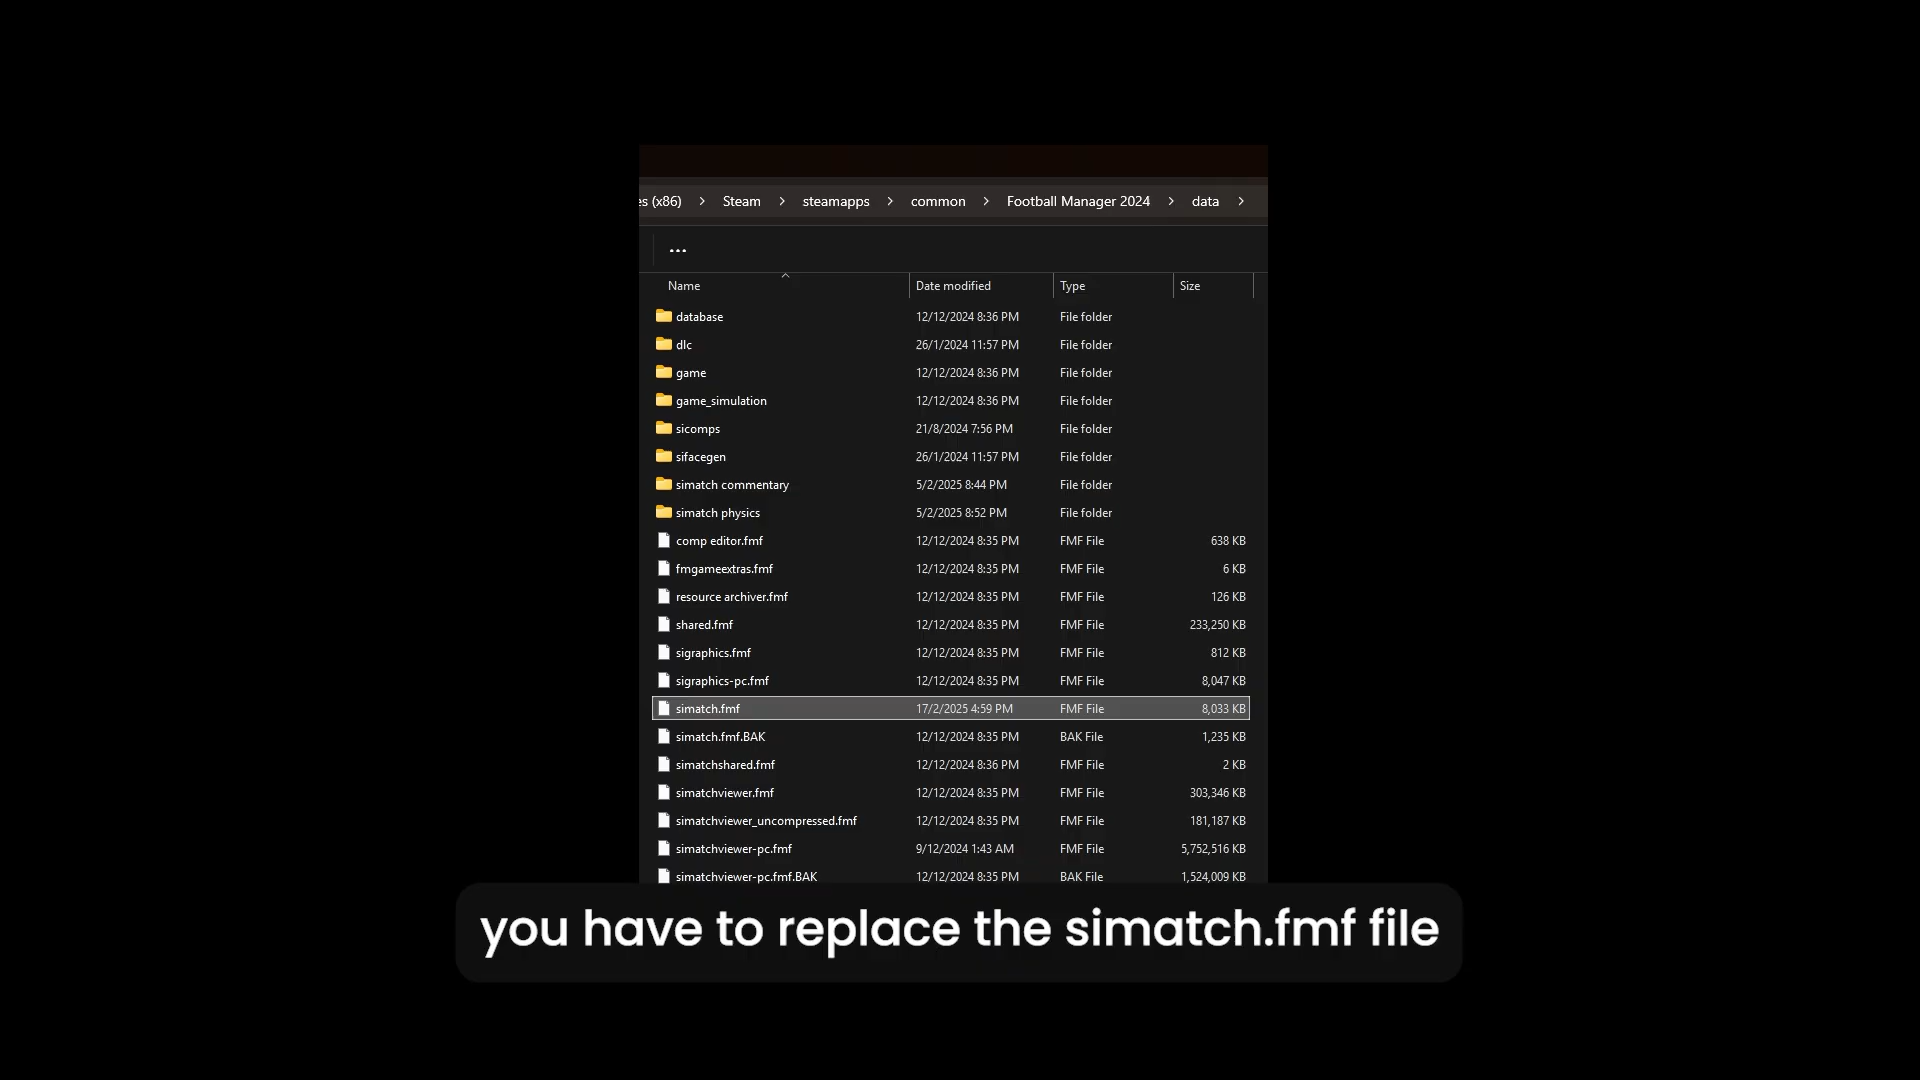 es (x86) > Steam > steamapps > common > Football Manager 2024 > data >
...
Name Date modified Type Size
database 12/12/2024 8:36 PM File folder
dlc 26/1/2024 11:57 PM File folder
game 12/12/2024 8:36 PM File folder
game_simulation 12/12/2024 8:36 PM File folder
sicomps 21/8/2024 7:56 PM File folder
sifacegen 26/1/2024 11:57 PM File folder
simatch commentary 5/2/2025 8:44 PM File folder
simatch physics 5/2/2025 8:52 PM File folder
comp editor.fmf 12/12/2024 8:35 PM FMF File 638 KB
fmgameextras.fmf 12/12/2024 8:35 PM FMF File 6 KB
resource archiver.fmf 12/12/2024 8:35 PM FMF File 126 KB
shared.fmf 12/12/2024 8:35 PM FMF File 233,250 KB
sigraphics.fmf 12/12/2024 8:35 PM FMF File 812 KB
sigraphics-pc.fmf 12/12/2024 8:35 PM FMF File 8,047 KB
simatch.fmf 17/2/2025 4:59 PM FMF File 8,033 KB
simatch.fmf.BAK 12/12/2024 8:35 PM BAK File 1,235 KB
simatchshared.fmf 12/12/2024 8:36 PM FMF File 2 KB
simatchviewer.fmf 12/12/2024 8:35 PM FMF File 303,346 KB
simatchviewer_uncompressed.fmf 12/12/2024 8:35 PM FMF File 181,187 KB
simatchviewer-pc.fmf 9/12/2024 1:43 AM FMF File 5,752,516 KB
simatchviewer-pc.fmf.BAK 12/12/2024 8:35 PM BAK File 1,524,009 KB
you have to replace the simatch.fmf file